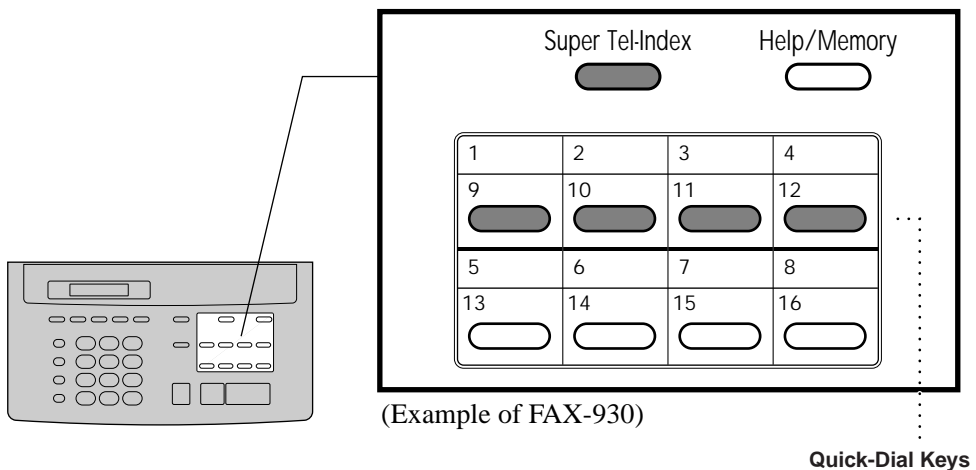 Super Tel-Index Help/Memory
1 2 3 4
9 10 11 12
5 6 7 8
13 14 15 16
(Example of FAX-930)
Quick-Dial Keys